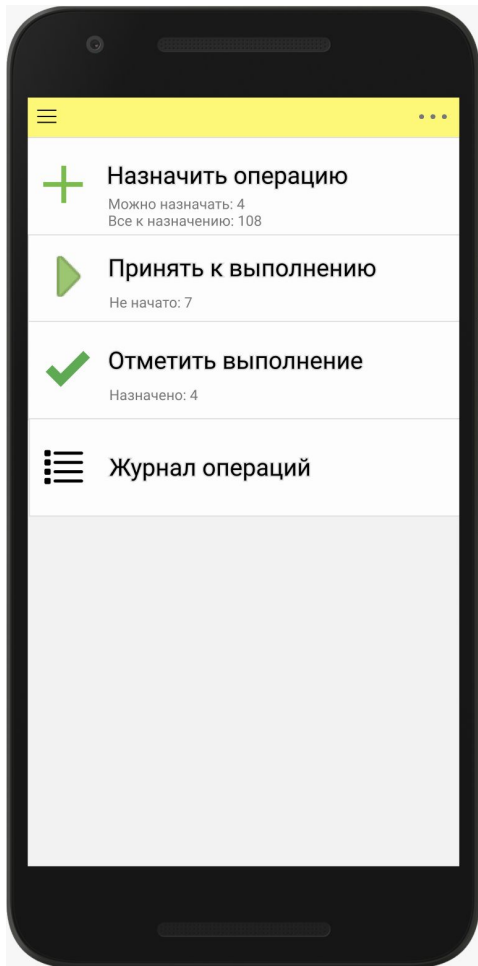 Назначить операцию
Можно назначать: 4
Все к назначению: 108
Принять к выполнению
Не начато: 7
Отметить выполнение
Назначено: 4
Журнал операций